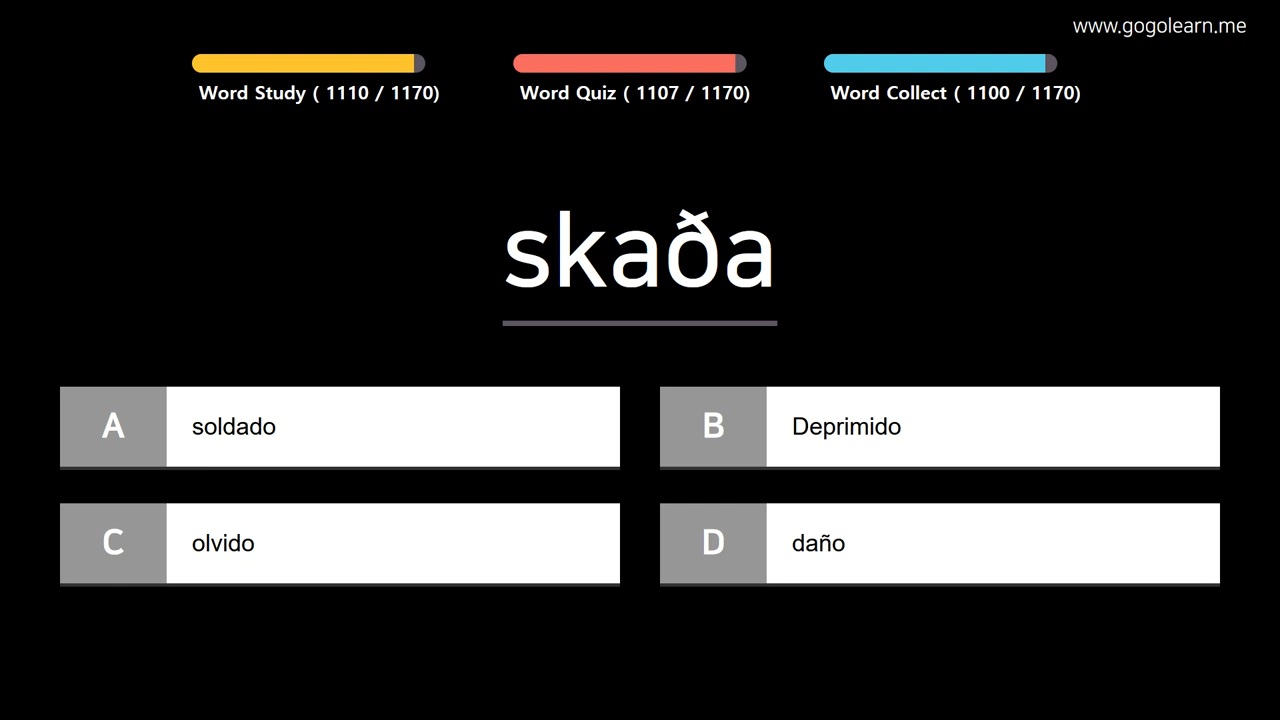 www.gogolearn.me
Word Study ( 1110 / 1170)
Word Quiz ( 1107 / 1170)
Word Collect ( 1100 / 1170)
skaða
A soldado
B Deprimido
C olvido
D daño